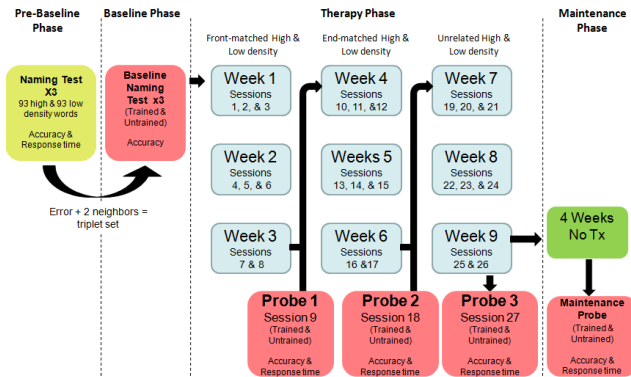 Pre-Baseline
Phase
Baseline Phase
Therapy Phase
Maintenance
Phase
Front-matched High &
Low density
End-matched High &
Low density
Unrelated High &
Low density
Naming Test
X3
93 high & 93 low
density words
Accuracy &
Response time
Baseline
Naming
Test x3
(Trained &
Untrained)
Accuracy
Error + 2 neighbors =
triplet set
Week 1
Sessions
1, 2, & 3
Week 2
Sessions
4, 5, & 6
Week 3
Sessions
7 & 8
Probe 1
Session 9
(Trained &
Untrained)
Accuracy &
Response time
Week 4
Sessions
10, 11, &12
Weeks 5
Sessions
13, 14, & 15
Week 6
Sessions
16 &17
Probe 2
Session 18
(Trained &
Untrained)
Accuracy &
Response time
Week 7
Sessions
19, 20, & 21
Week 8
Sessions
22, 23, & 24
Week 9
Sessions
25 & 26
Probe 3
Session 27
(Trained &
Untrained)
Accuracy &
Response time
4 Weeks
No Tx
Maintenance
Probe
(Trained &
Untrained)
Accuracy &
Response time